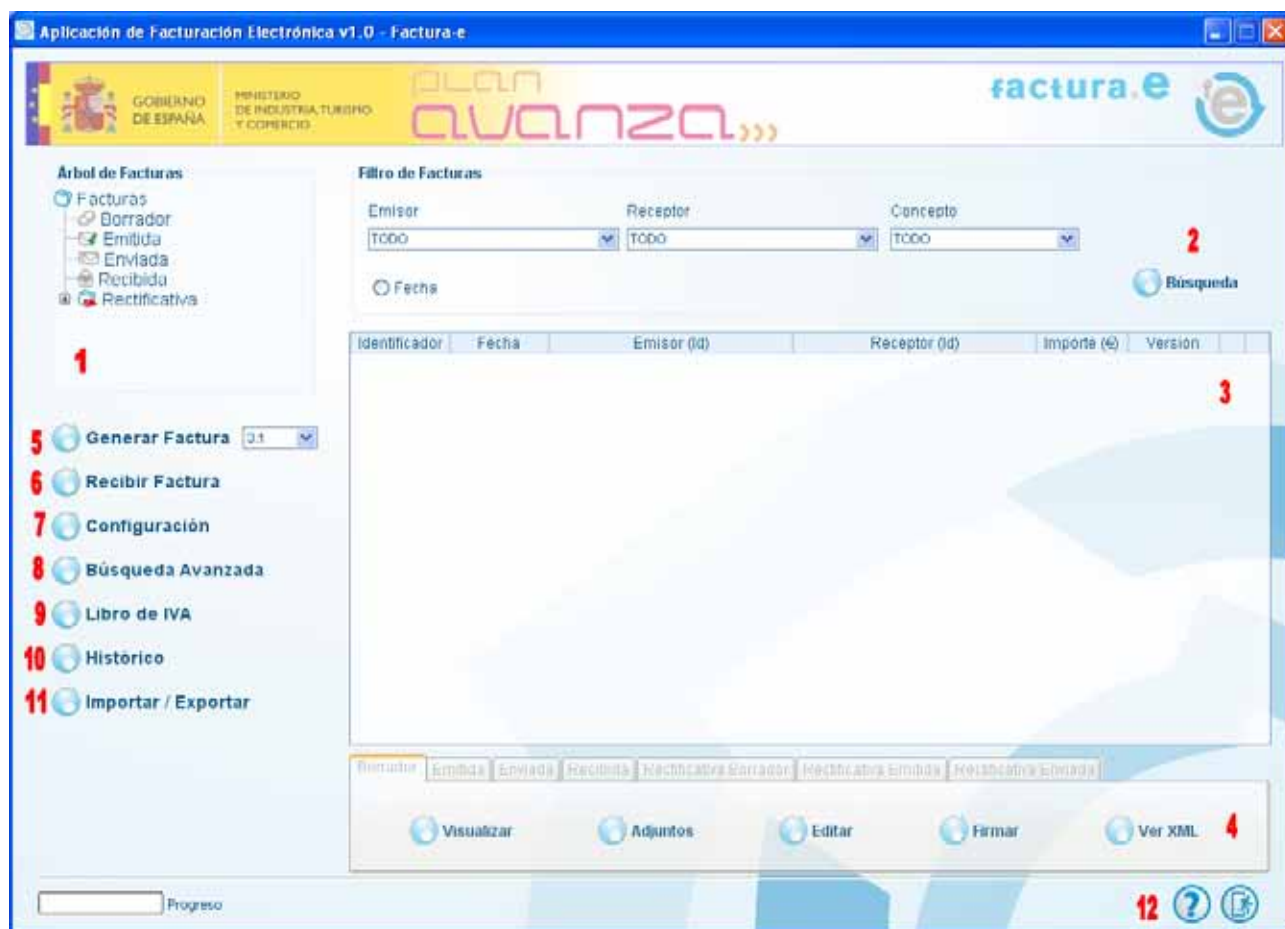 Aplicación de Facturación Electrónica v1.0 - Factura-e
GOBIERNO DE ESPAÑA
MINISTERIO DE INDUSTRIA, TURISMO Y COMERCIO
PLAN avanza
factura.e
Árbol de Facturas
Facturas
Borrador
Emitida
Enviada
Recibida
Rectificativa
1
Filtro de Facturas
Emisor Receptor Concepto
TODO TODO TODO
2
Fecha
Búsqueda
Identificador Fecha Emisor (Id) Receptor (Id) Importe (€) Versión
3
5 Generar Factura 3.1
6 Recibir Factura
7 Configuración
8 Búsqueda Avanzada
9 Libro de IVA
10 Histórico
11 Importar / Exportar
Borrador Emitida Enviada Recibida Rectificativa Borrador Rectificativa Emitida Rectificativa Enviada
Visualizar Adjuntos Editar Firmar Ver XML 4
Progreso
12 ?